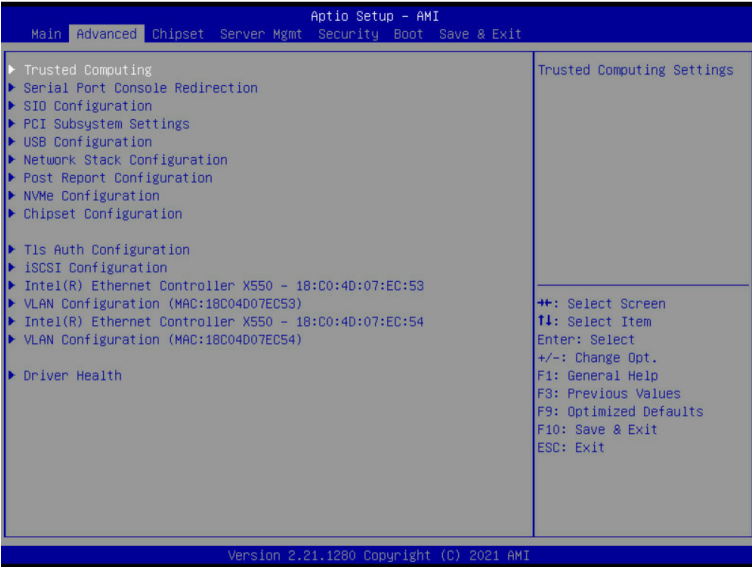 Aptio Setup - AMI
Main Advanced Chipset Server Mgmt Security Boot Save & Exit
Trusted Computing
Serial Port Console Redirection
SIO Configuration
PCI Subsystem Settings
USB Configuration
Network Stack Configuration
Post Report Configuration
NVMe Configuration
Chipset Configuration
Tls Auth Configuration
iSCSI Configuration
Intel(R) Ethernet Controller X550 - 18:C0:4D:07:EC:53
VLAN Configuration (MAC:18C04D07EC53)
Intel(R) Ethernet Controller X550 - 18:C0:4D:07:EC:54
VLAN Configuration (MAC:18C04D07EC54)
Driver Health
Trusted Computing Settings
→←: Select Screen
↑↓: Select Item
Enter: Select
+/-: Change Opt.
F1: General Help
F3: Previous Values
F9: Optimized Defaults
F10: Save & Exit
ESC: Exit
Version 2.21.1280 Copyright (C) 2021 AMI